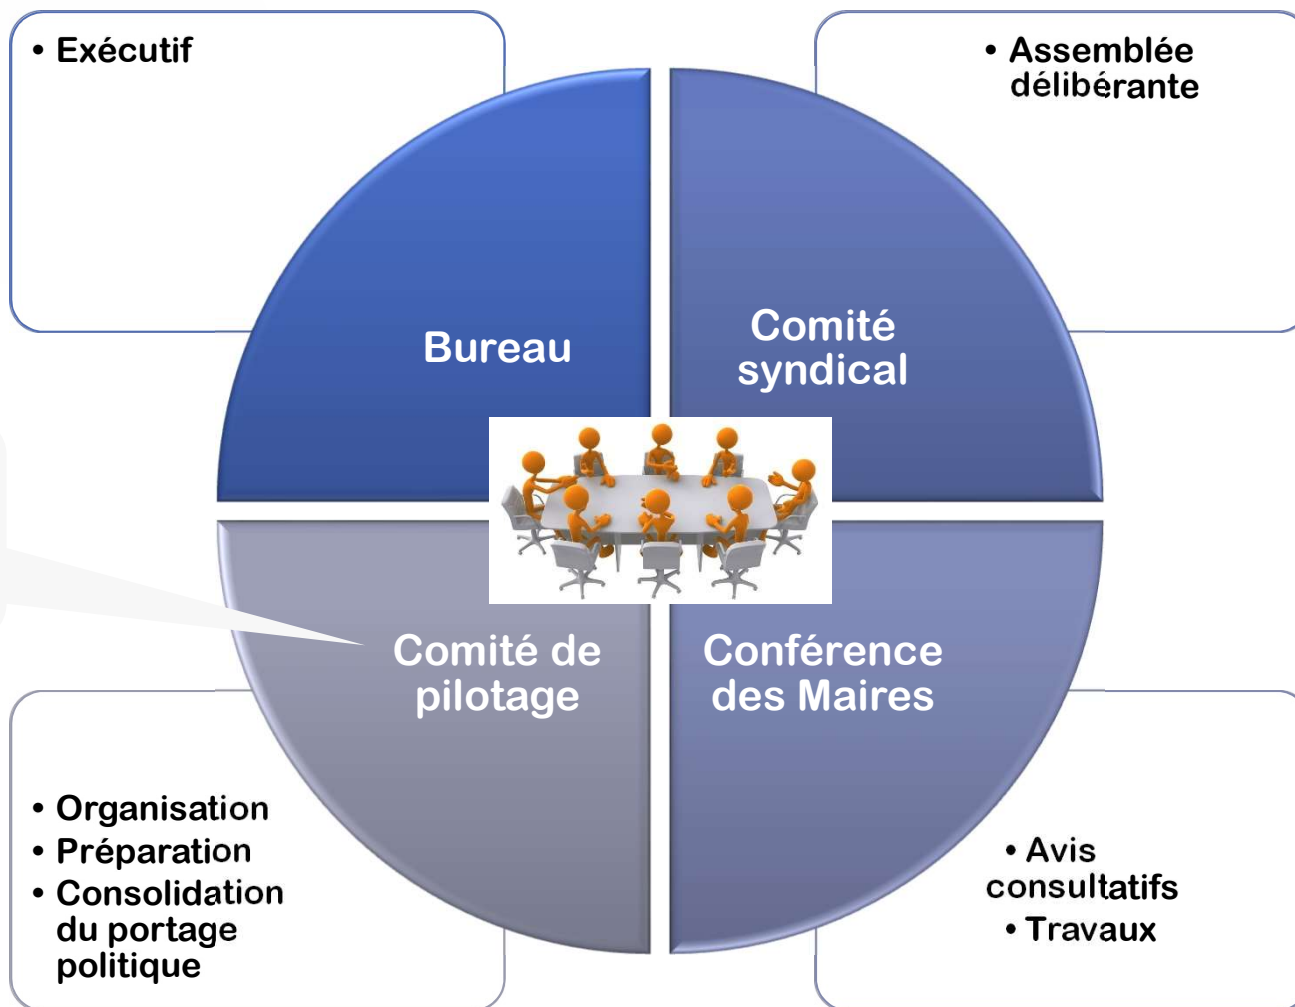 • Exécutif
• Assemblée
délibérante
Bureau
Comité
syndical
Comité de
pilotage
Conférence
des Maires
• Organisation
• Préparation
• Consolidation
du portage
politique
• Avis
consultatifs
• Travaux